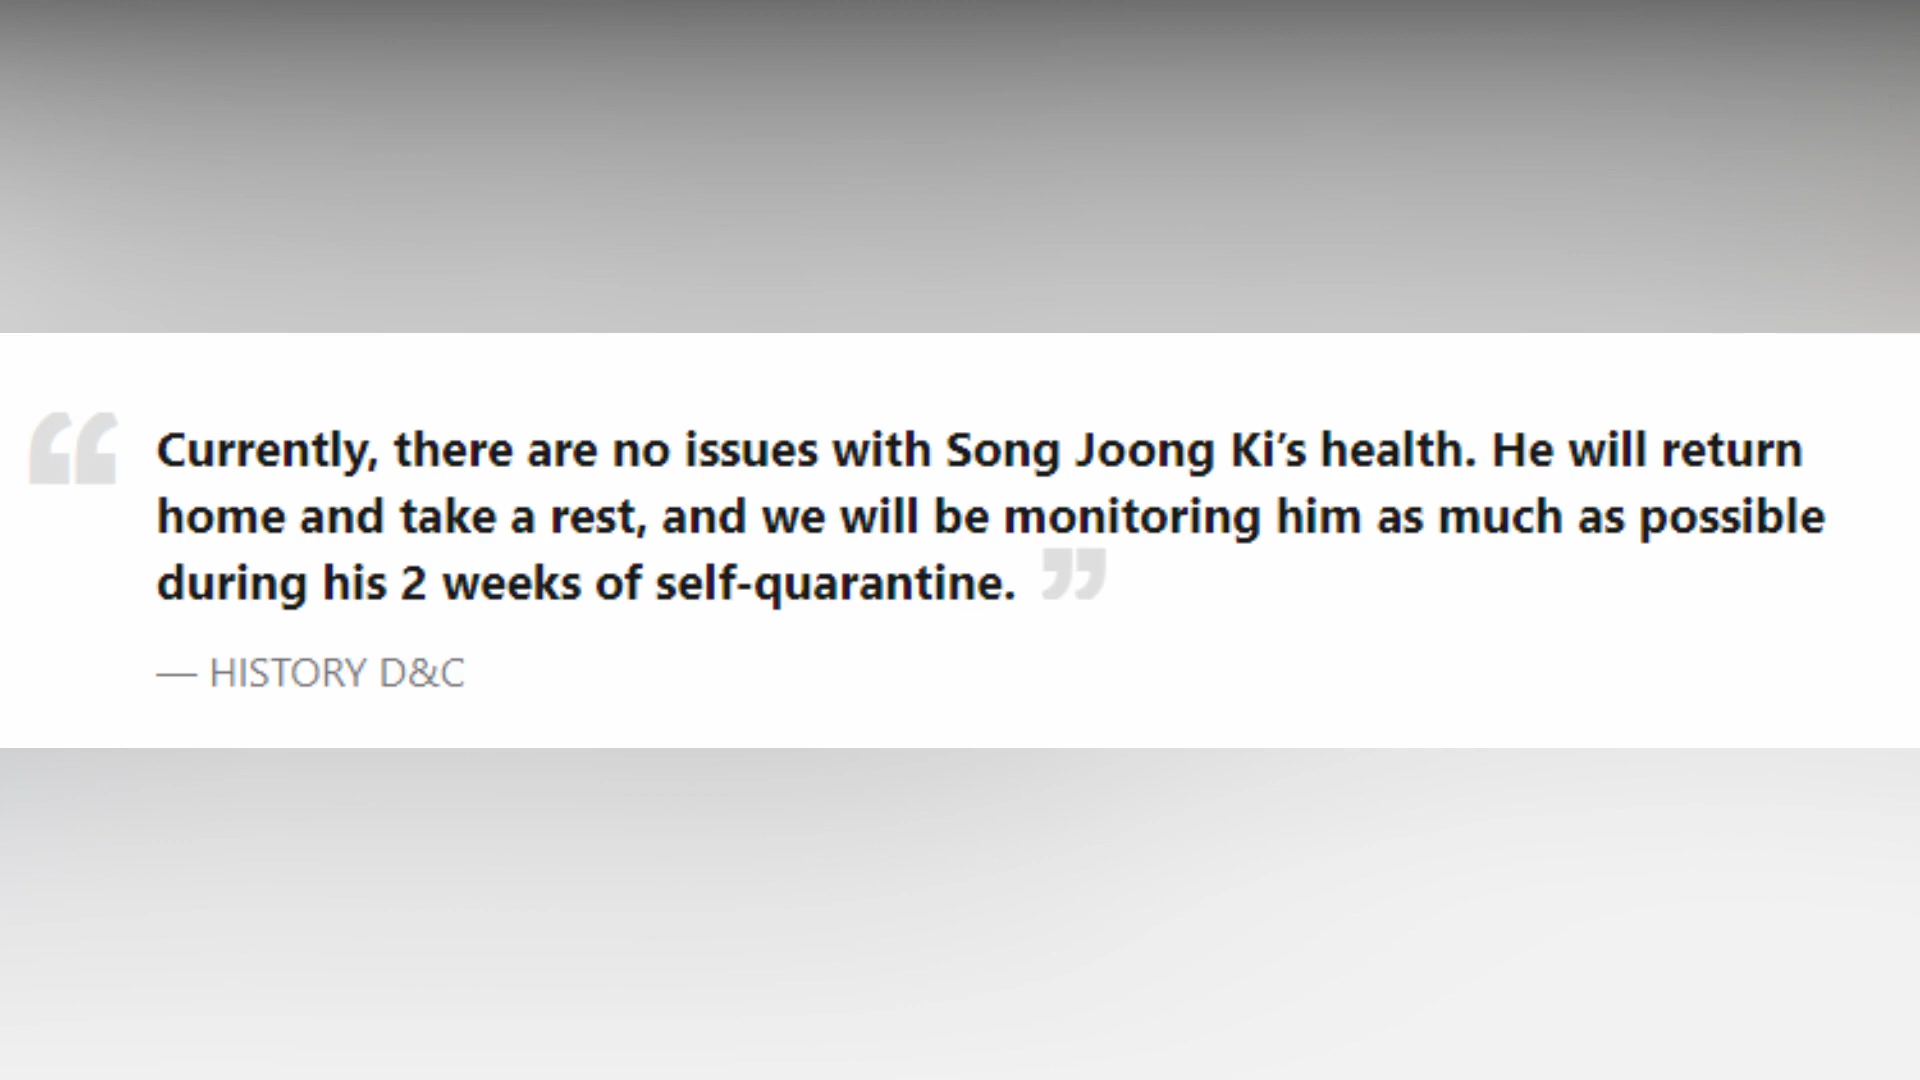 “ Currently, there are no issues with Song Joong Ki’s health. He will return
home and take a rest, and we will be monitoring him as much as possible
during his 2 weeks of self-quarantine. ”
— HISTORY D&C